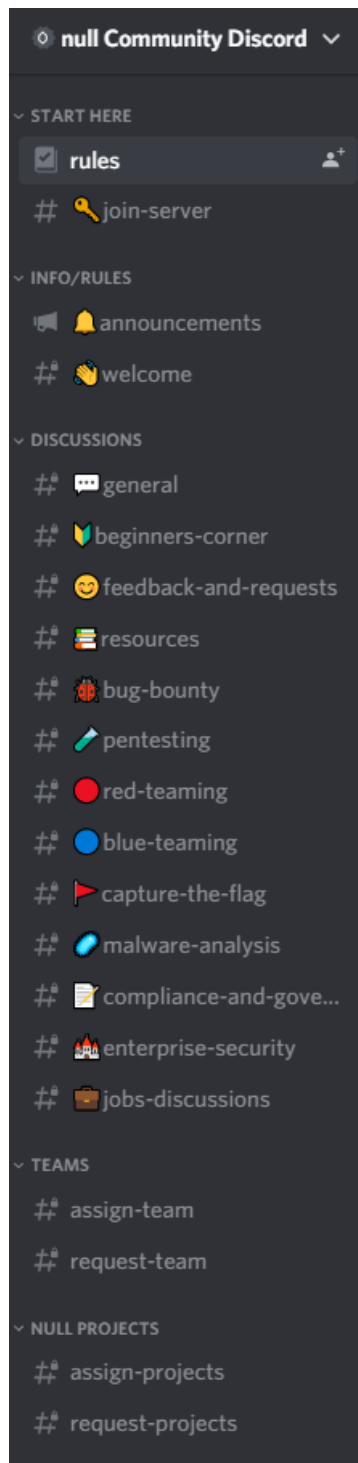 null Community Discord
START HERE
rules
join-server
INFO/RULES
announcements
welcome
DISCUSSIONS
general
beginners-corner
feedback-and-requests
resources
bug-bounty
pentesting
red-teaming
blue-teaming
capture-the-flag
malware-analysis
compliance-and-gove...
enterprise-security
jobs-discussions
TEAMS
assign-team
request-team
NULL PROJECTS
assign-projects
request-projects